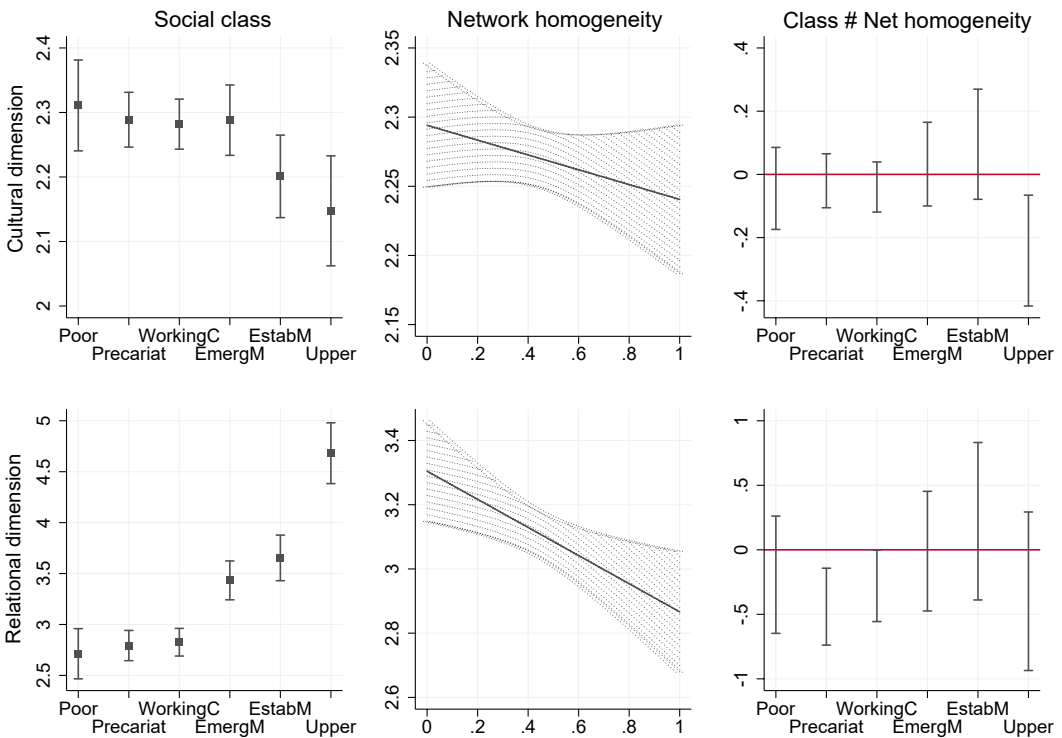 Social class
Network homogeneity
Class # Net homogeneity
Cultural dimension
2.4
2.3
2.2
2.1
2
Poor
Precariat
WorkingC
EmergM
EstabM
Upper
2.35
2.3
2.25
2.2
2.15
0 .2 .4 .6 .8 1
.4
.2
0
-.2
-.4
Poor
Precariat
WorkingC
EmergM
EstabM
Upper
Relational dimension
5
4.5
4
3.5
3
2.5
Poor
Precariat
WorkingC
EmergM
EstabM
Upper
3.4
3.2
3
2.8
2.6
0 .2 .4 .6 .8 1
1
.5
0
-.5
-1
Poor
Precariat
WorkingC
EmergM
EstabM
Upper